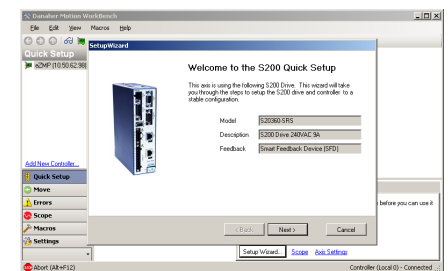 Danaher Motion WorkBench
File Edit View Macros Help
Quick Setup
eZMP (10.50.62.98)
SetupWizard
Welcome to the S200 Quick Setup
This axis is using the following S200 Drive. This wizard will take
you through the steps to setup the S200 drive and controller to a
stable configuration.
Model S20360-SRS
Description S200 Drive 240VAC 9A
Feedback Smart Feedback Device (SFD)
< Back Next > Cancel
Add New Controller...
Quick Setup
Move
Errors
Scope
Macros
Settings
before you can use it
Setup Wizard... Scope Axis Settings
Abort (Alt+F12)
Controller (Local 0) - Connected